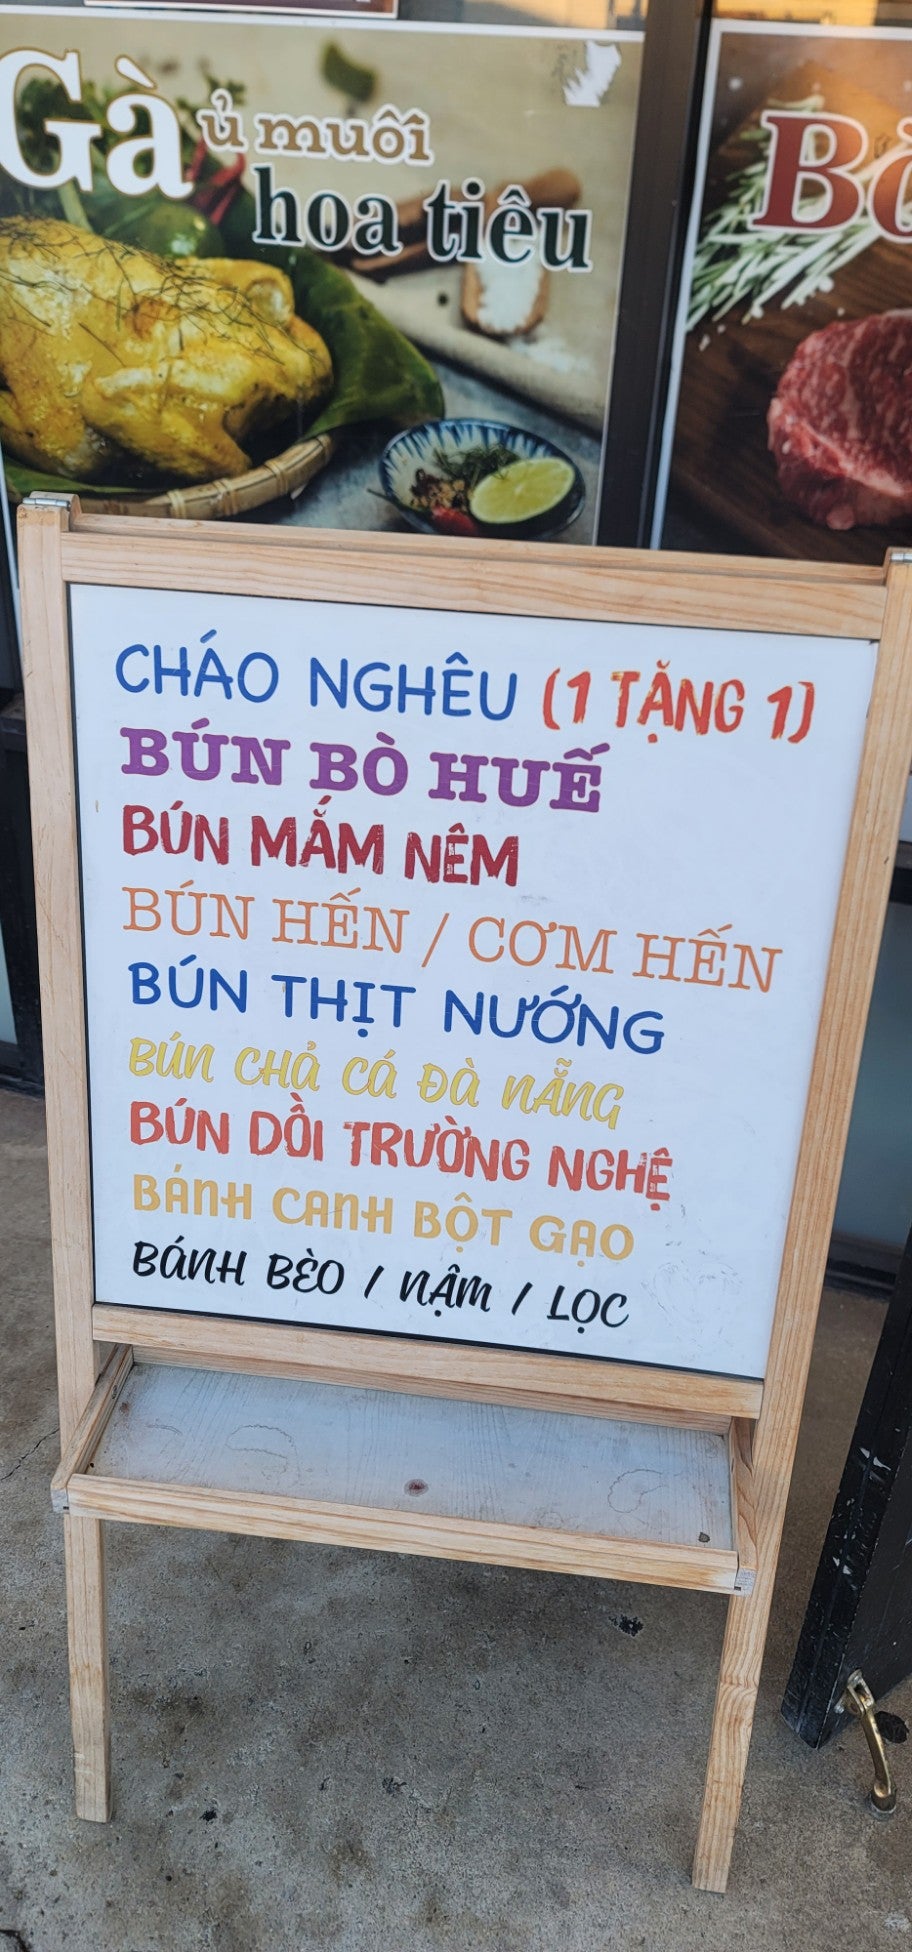 Gà ủ muối
hoa tiêu
CHÁO NGHÊU (1 TẶNG 1)
BÚN BÒ HUẾ
BÚN MẮM NÊM
BÚN HẾN / CƠM HẾN
BÚN THỊT NƯỚNG
BÚN CHẢ CÁ ĐÀ NẴNG
BÚN DỒI TRƯỜNG NGHỆ
BÁNH CANH BỘT GẠO
BÁNH BÈO / NẬM / LỌC